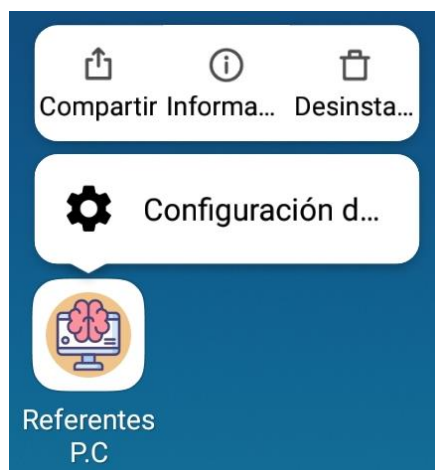 Compartir Informa... Desinsta...
Configuración d...
Referentes
P.C